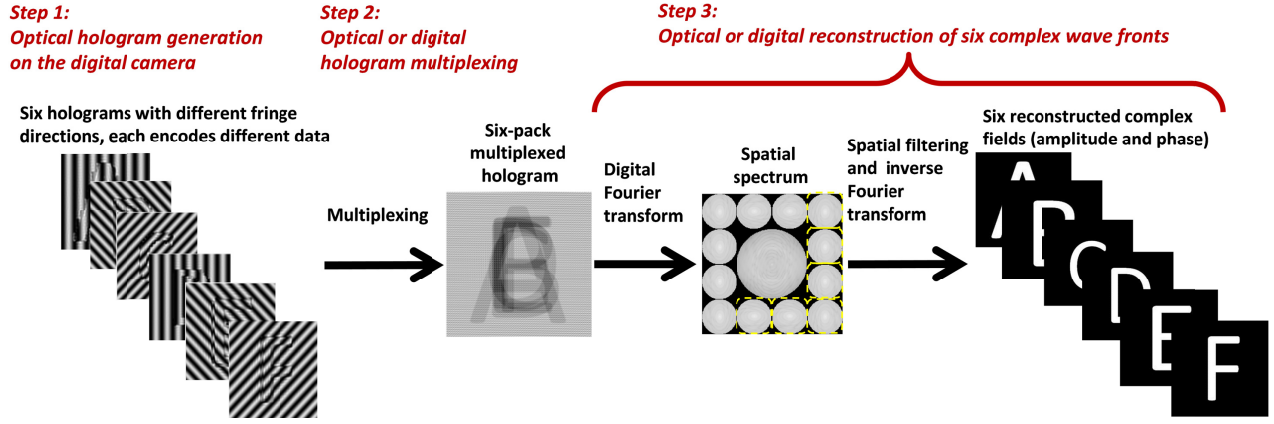 Step 1:
Optical hologram generation
on the digital camera
Step 2:
Optical or digital
hologram multiplexing
Step 3:
Optical or digital reconstruction of six complex wave fronts
Six holograms with different fringe
directions, each encodes different data
Multiplexing
Six-pack
multiplexed
hologram
Digital
Fourier
transform
Spatial
spectrum
Spatial filtering
and inverse
Fourier
transform
Six reconstructed complex
fields (amplitude and phase)
A
B
C
D
E
F